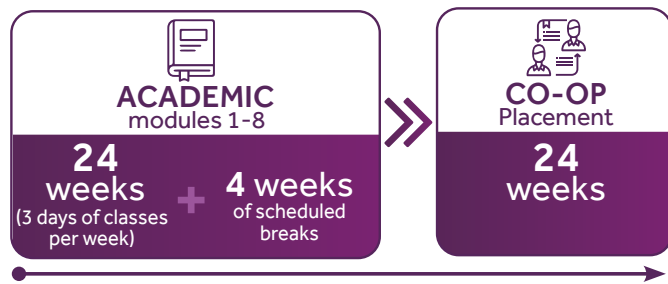 ACADEMIC
modules 1-8
24
weeks
(3 days of classes
per week)
+
4 weeks
of scheduled
breaks
CO-OP
Placement
24
weeks